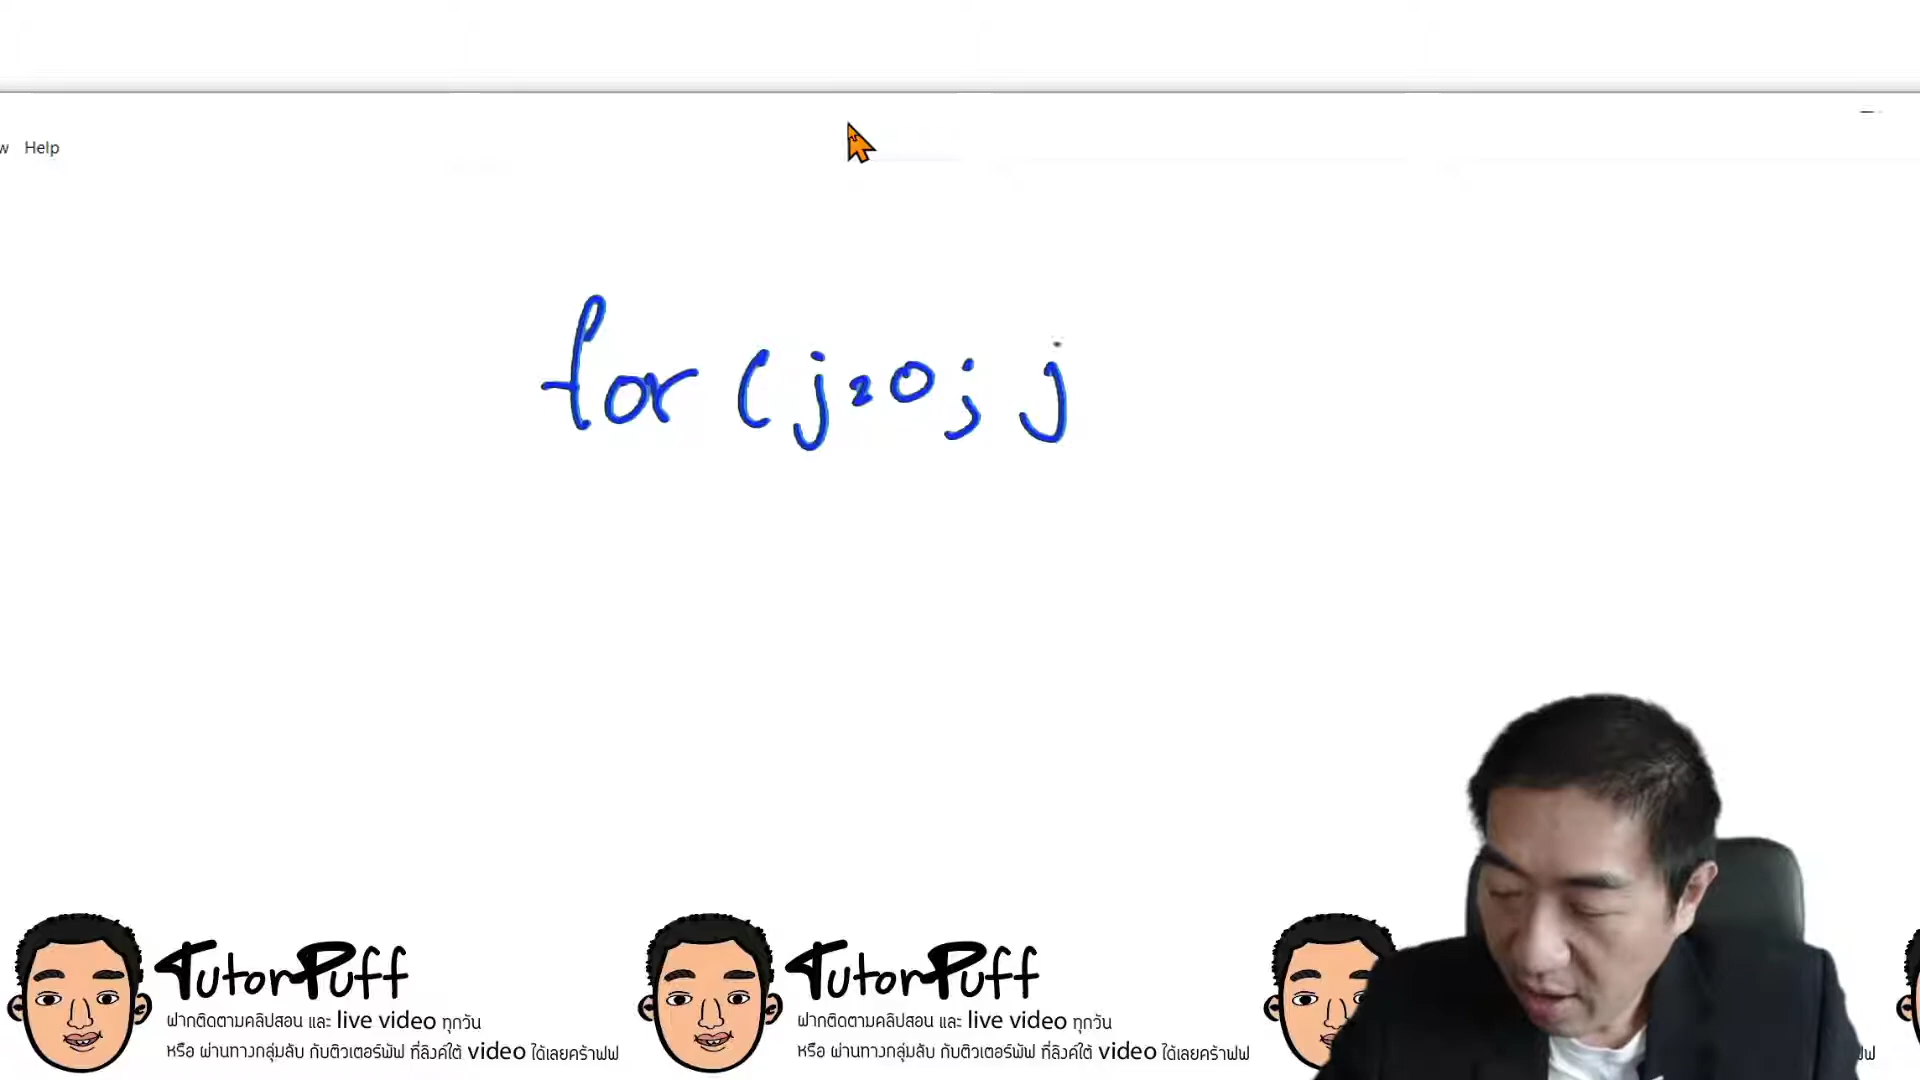 w Help
for (j=0; j
TutorPuff TutorPuff
ฝากติดตามคลิปสอน และ live video ทุกวัน ฝากติดตามคลิปสอน และ live video ทุกวัน
หรือ ผ่านทางกลุ่มลับ กับติวเตอร์พัฟ ที่ลิงค์ใต้ video ได้เลยคร้าฟฟ หรือ ผ่านทางกลุ่มลับ กับติวเตอร์พัฟ ที่ลิงค์ใต้ video ได้เลยคร้าฟฟ ฟฟ